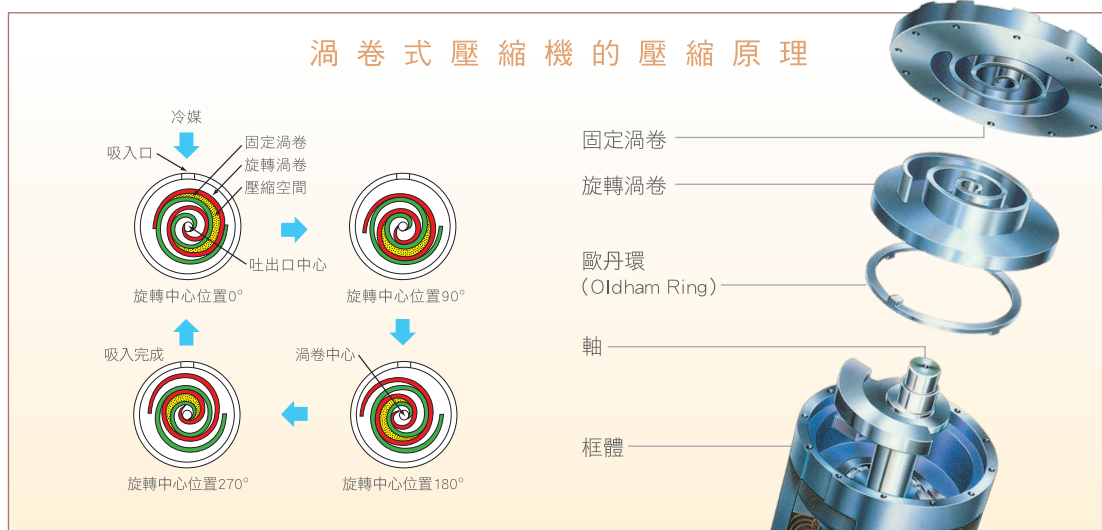 渦卷式壓縮機的壓縮原理
冷媒
吸入口
固定渦卷
旋轉渦卷
壓縮空間
吐出口中心
旋轉中心位置0°
旋轉中心位置90°
吸入完成
渦卷中心
旋轉中心位置270°
旋轉中心位置180°
固定渦卷
旋轉渦卷
歐丹環
(Oldham Ring)
軸
框體